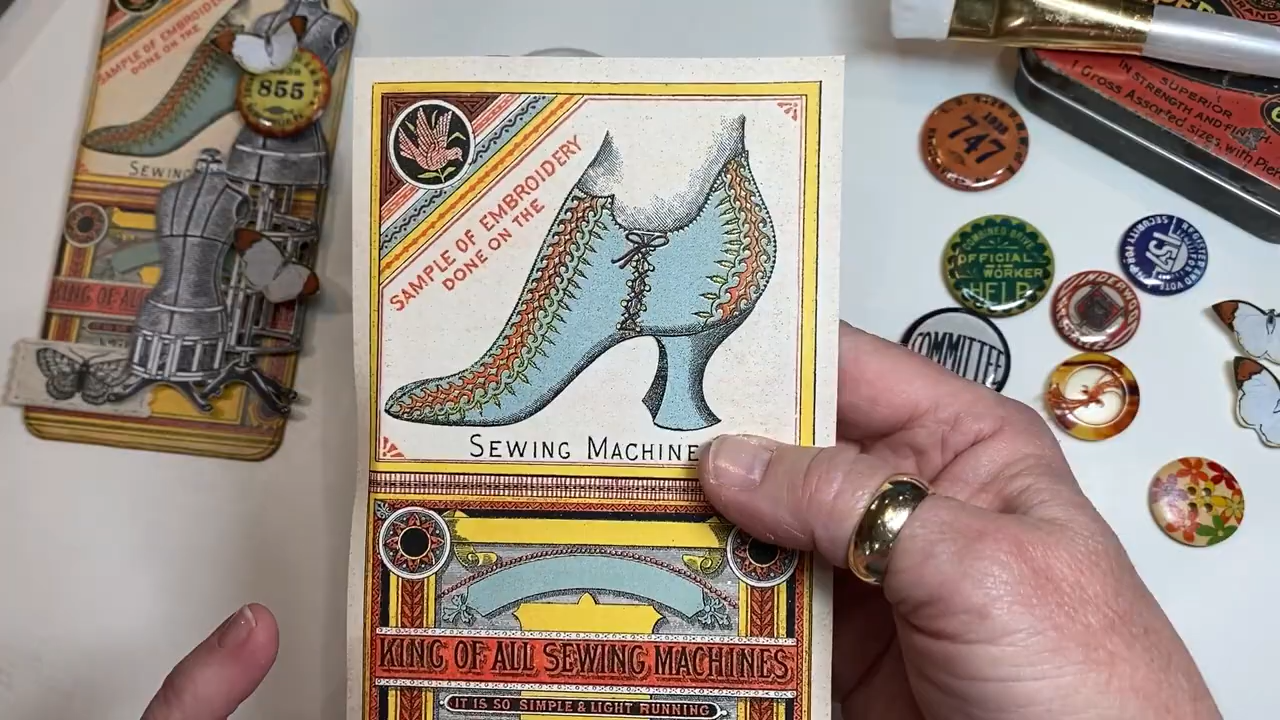 SAMPLE OF EMBROIDERY
DONE ON THE
855
SEWING
KING OF ALL
SAMPLE OF EMBROIDERY
DONE ON THE
SEWING MACHINE
KING OF ALL SEWING MACHINES
IT IS SO SIMPLE & LIGHT RUNNING
747
COMBINED DRIVE
OFFICIAL
WORKER
HELP
COMMITTEE
IN SUPERIOR
STRENGTH AND FINISH
1 Gross Assorted Sizes, with